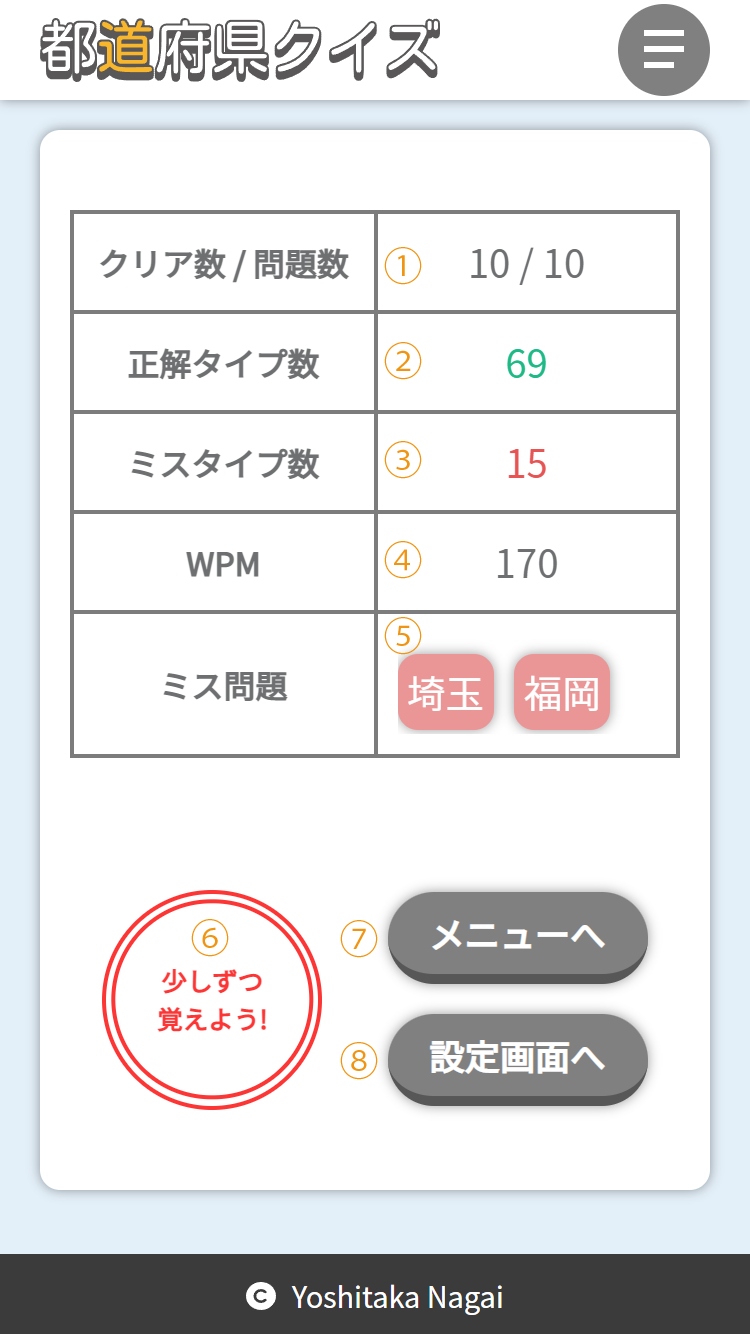 都道府県クイズ
クリア数 / 問題数 ① 10 / 10
正解タイプ数 ② 69
ミスタイプ数 ③ 15
WPM ④ 170
⑤
ミス問題 埼玉 福岡
⑥
少しずつ
覚えよう!
⑦ メニューへ
⑧ 設定画面へ
© Yoshitaka Nagai